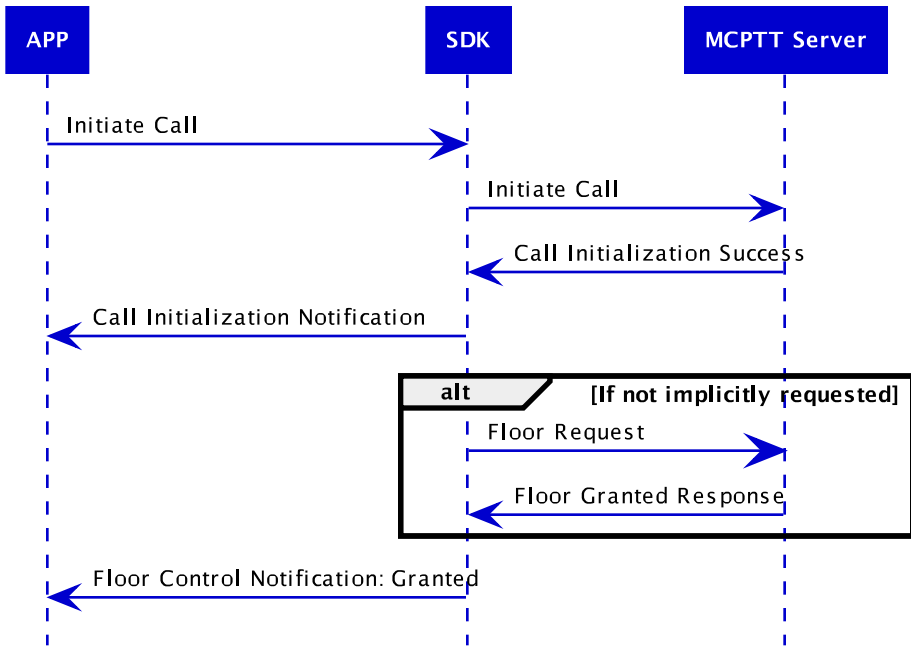 APP
SDK
MCPTT Server
Initiate Call
Initiate Call
Call Initialization Success
Call Initialization Notification
alt
[If not implicitly requested]
Floor Request
Floor Granted Response
Floor Control Notification: Granted